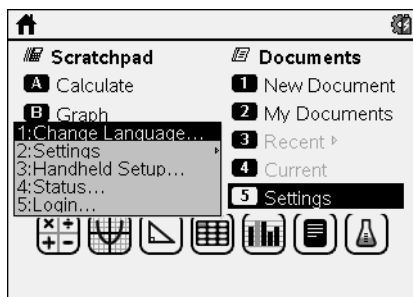 Scratchpad
A Calculate
B Graph
1:Change Language...
2:Settings
3:Handheld Setup...
4:Status...
5:Login...
Documents
1 New Document
2 My Documents
3 Recent
4 Current
5 Settings